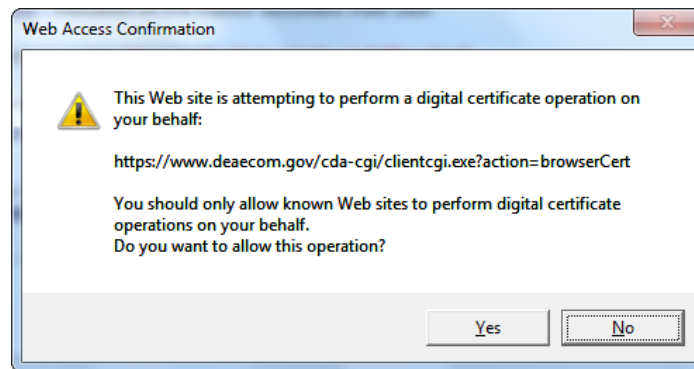 Web Access Confirmation
This Web site is attempting to perform a digital certificate operation on
your behalf:
https://www.deaecom.gov/cda-cgi/clientcgi.exe?action=browserCert
You should only allow known Web sites to perform digital certificate
operations on your behalf.
Do you want to allow this operation?
Yes No